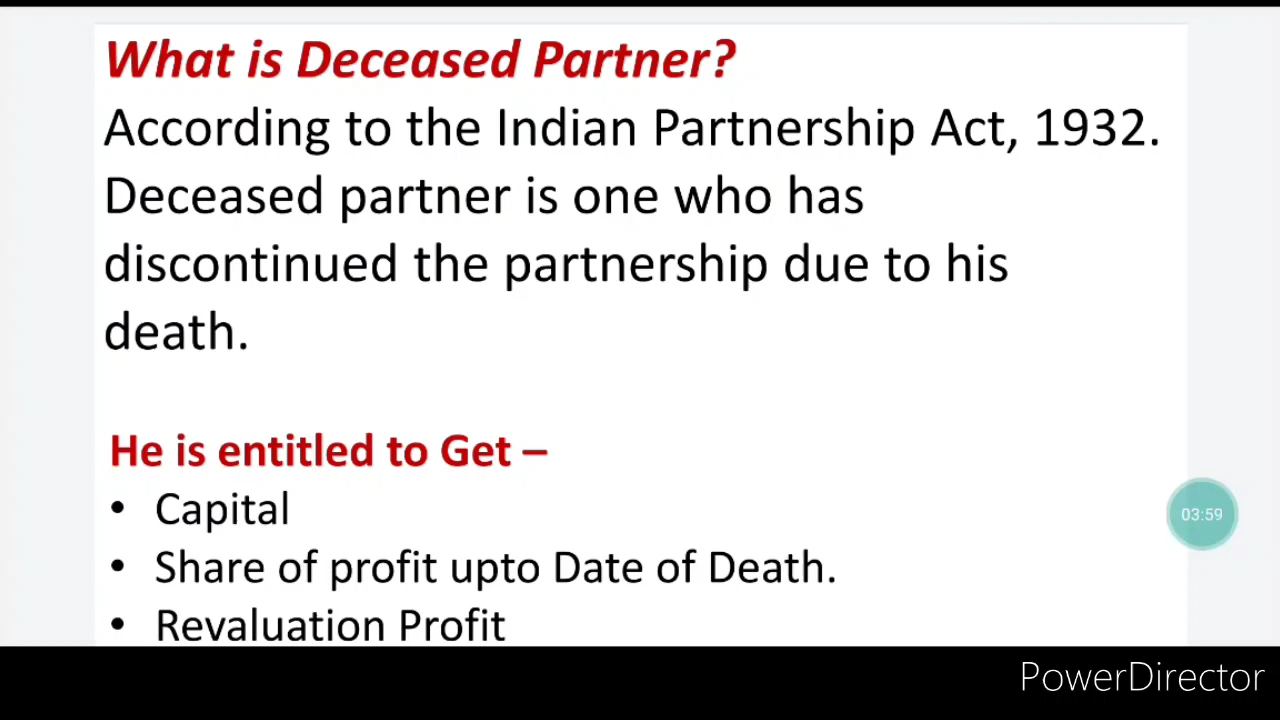 What is Deceased Partner?
According to the Indian Partnership Act, 1932.
Deceased partner is one who has
discontinued the partnership due to his
death.
He is entitled to Get –
• Capital
• Share of profit upto Date of Death.
• Revaluation Profit
03:59
PowerDirector